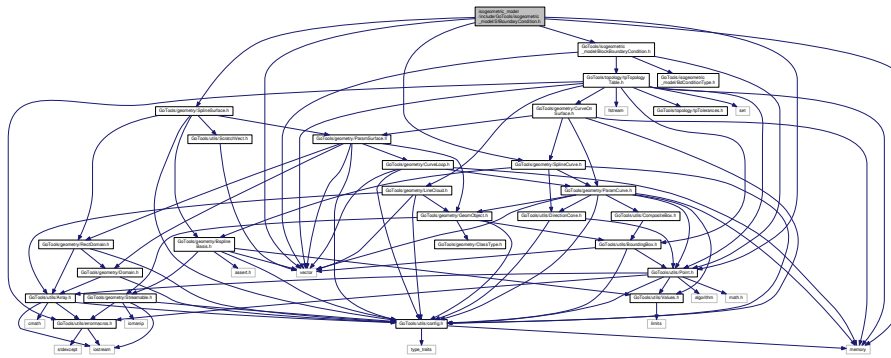 isogeometric_model
/include/GoTools/isogeometric
_model/SfBoundaryCondition.h
GoTools/isogeometric
_model/BlockBoundaryCondition.h
GoTools/topology/tpTopology
Table.h
GoTools/isogeometric
_model/BdConditionType.h
GoTools/geometry/SplineSurface.h
GoTools/geometry/CurveOn
Surface.h
fstream
GoTools/topology/tpTolerances.h
set
GoTools/utils/ScratchVect.h
GoTools/geometry/ParamSurface.h
GoTools/geometry/CurveLoop.h
GoTools/geometry/SplineCurve.h
GoTools/geometry/LineCloud.h
GoTools/geometry/ParamCurve.h
GoTools/geometry/GeomObject.h
GoTools/utils/DirectionCone.h
GoTools/utils/CompositeBox.h
GoTools/geometry/RectDomain.h
GoTools/geometry/BsplineBasis.h
GoTools/geometry/ClassType.h
GoTools/utils/BoundingBox.h
GoTools/geometry/Domain.h
assert.h
vector
GoTools/utils/Point.h
GoTools/utils/Array.h
GoTools/geometry/Streamable.h
GoTools/utils/Values.h
algorithm
math.h
cmath
GoTools/utils/errormacros.h
iomanip
GoTools/utils/config.h
limits
stdexcept
iostream
type_traits
memory